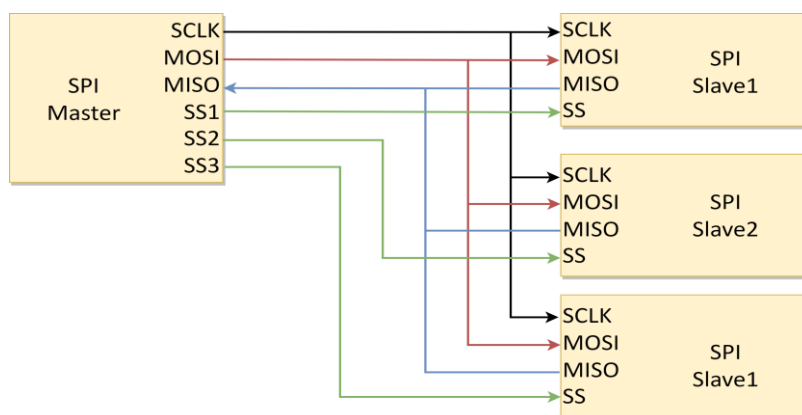 SPI
Master
SCLK
MOSI
MISO
SS1
SS2
SS3
SCLK
MOSI
MISO
SS
SPI
Slave1
SCLK
MOSI
MISO
SS
SPI
Slave2
SCLK
MOSI
MISO
SS
SPI
Slave1